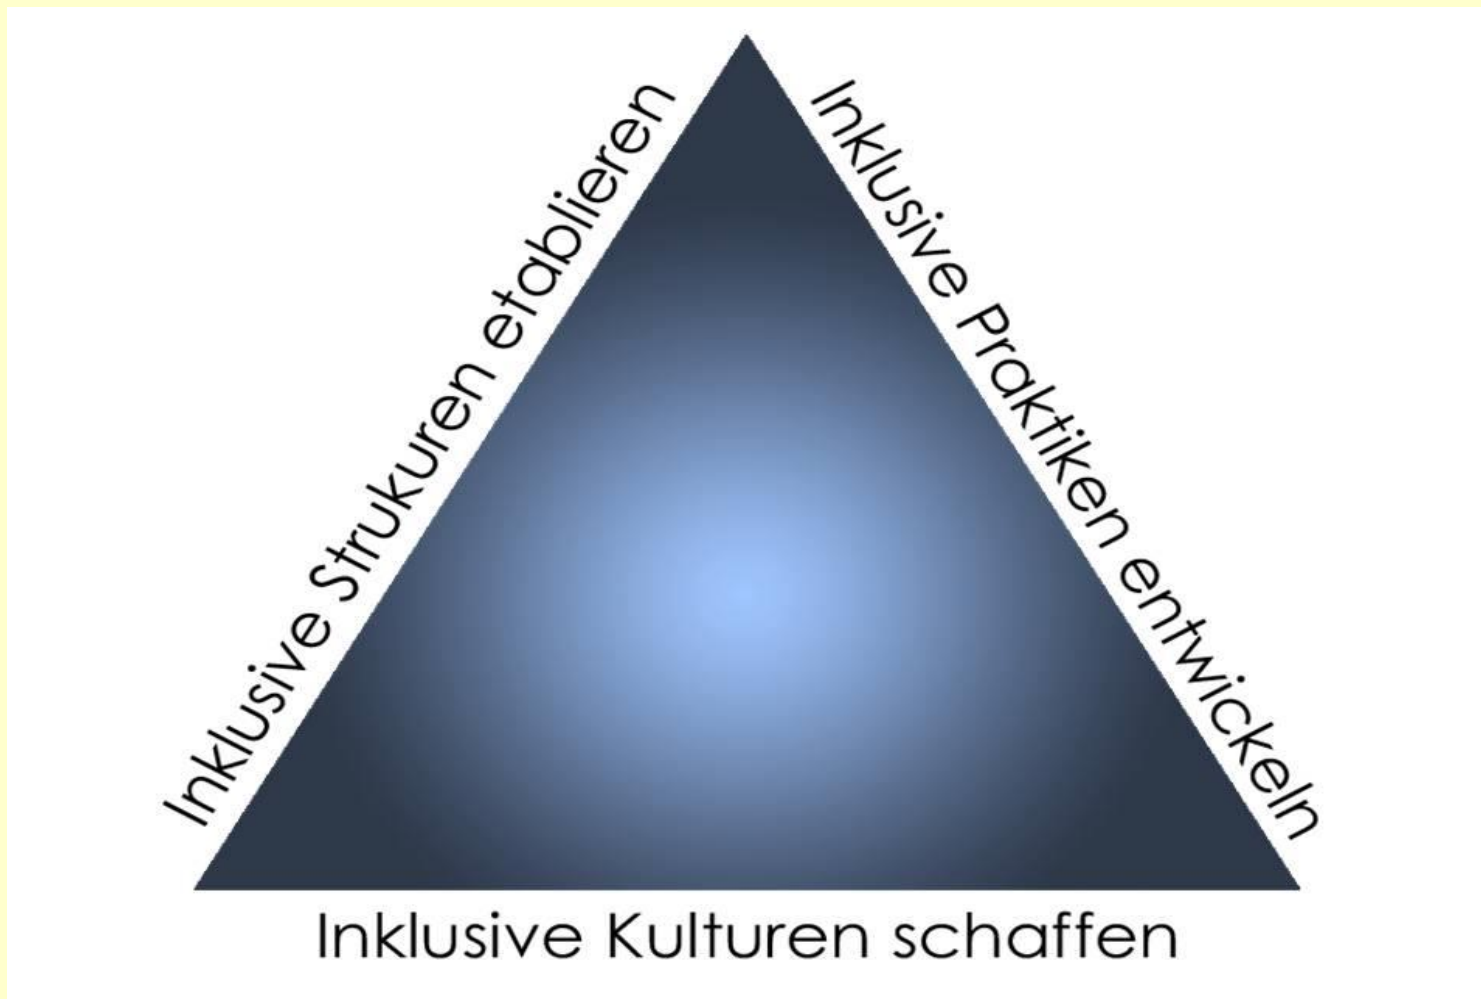 Inklusive Strukuren etablieren
Inklusive Praktiken entwickeln
Inklusive Kulturen schaffen